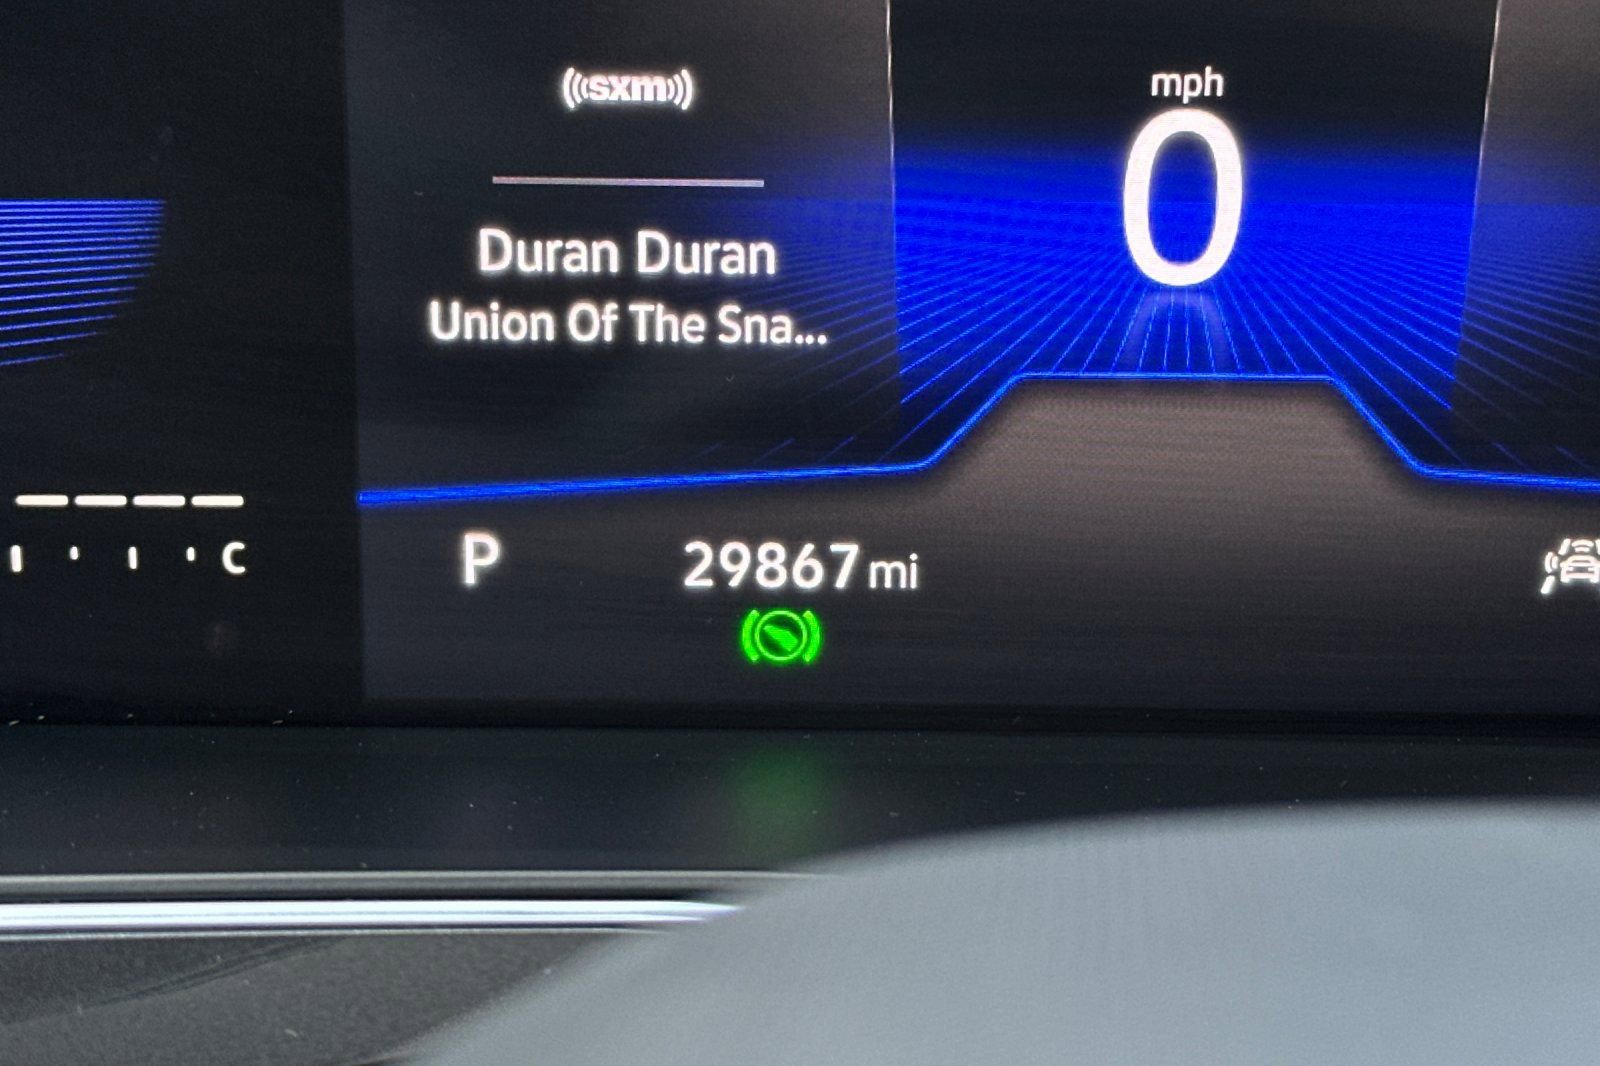 sxm
mph
0
Duran Duran
Union Of The Sna...
C
P
29867 mi